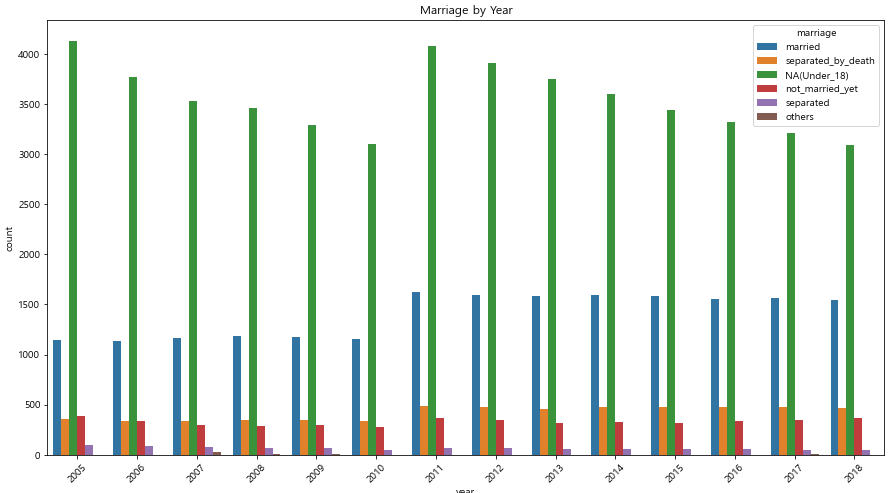 Marriage by Year
marriage
married
separated_by_death
NA(Under_18)
not_married_yet
separated
others
count
4000
3500
3000
2500
2000
1500
1000
500
0
2005
2006
2007
2008
2009
2010
2011
2012
2013
2014
2015
2016
2017
2018
year